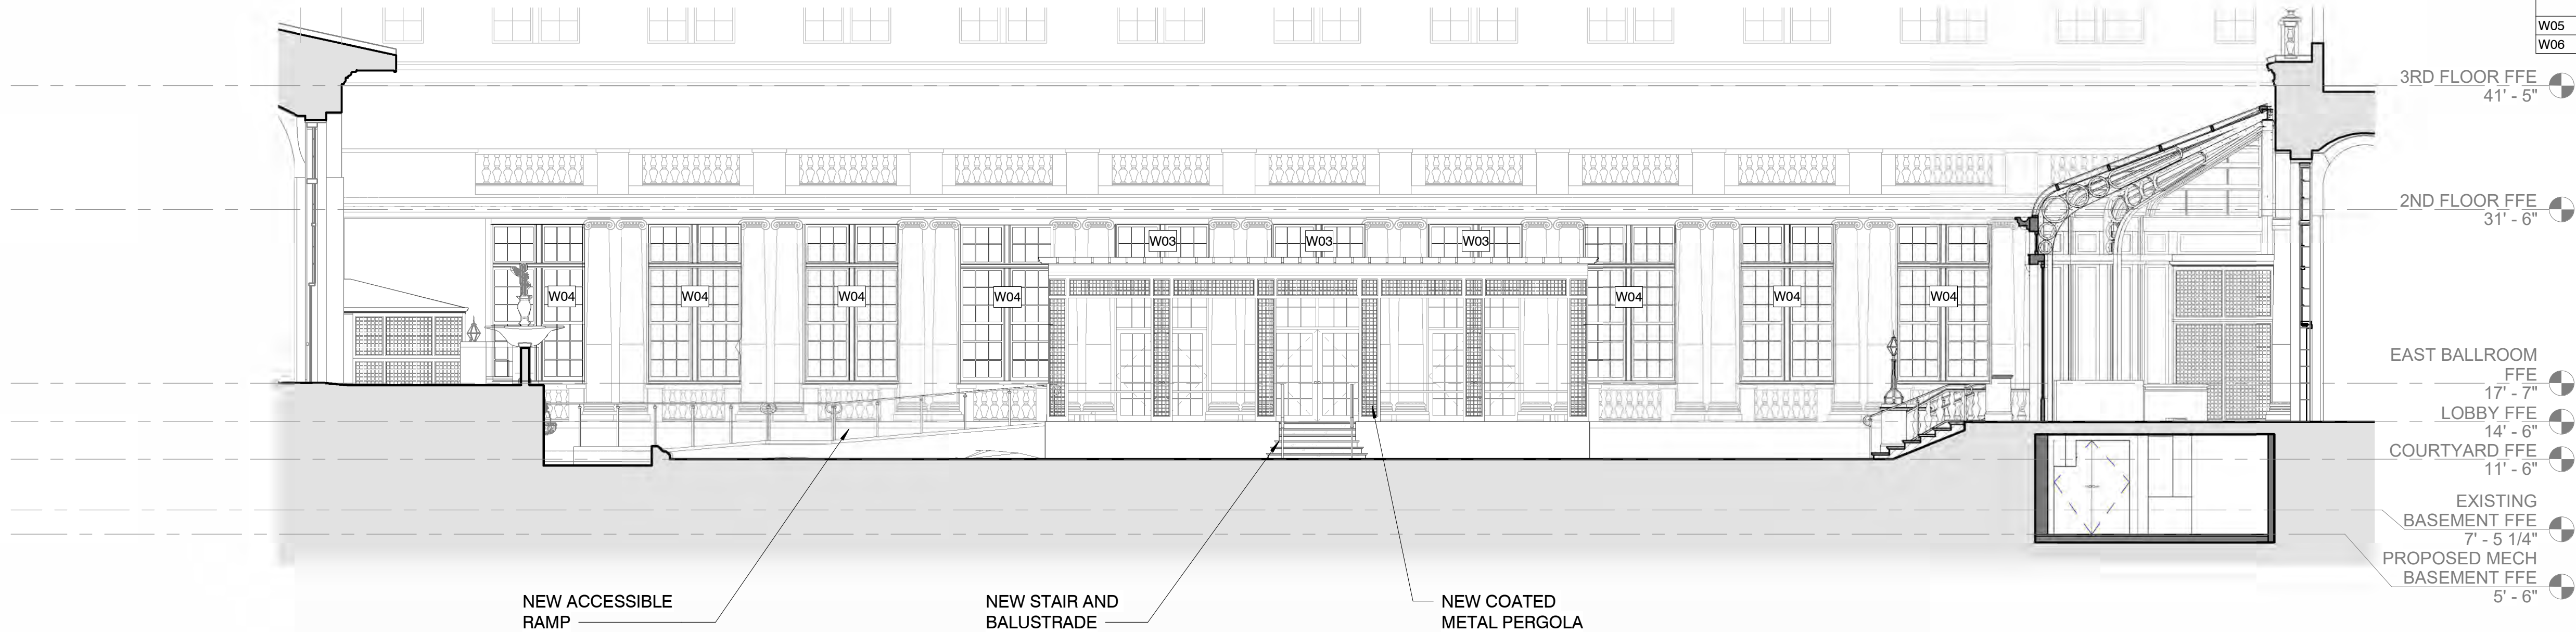 W05
W06
3RD FLOOR FFE
41' - 5"
2ND FLOOR FFE
31' - 6"
W03
W03
W03
W04
W04
W04
W04
W04
W04
W04
EAST BALLROOM
FFE
17' - 7"
LOBBY FFE
14' - 6"
COURTYARD FFE
11' - 6"
EXISTING
BASEMENT FFE
7' - 5 1/4"
PROPOSED MECH
BASEMENT FFE
5' - 6"
NEW ACCESSIBLE
RAMP
NEW STAIR AND
BALUSTRADE
NEW COATED
METAL PERGOLA